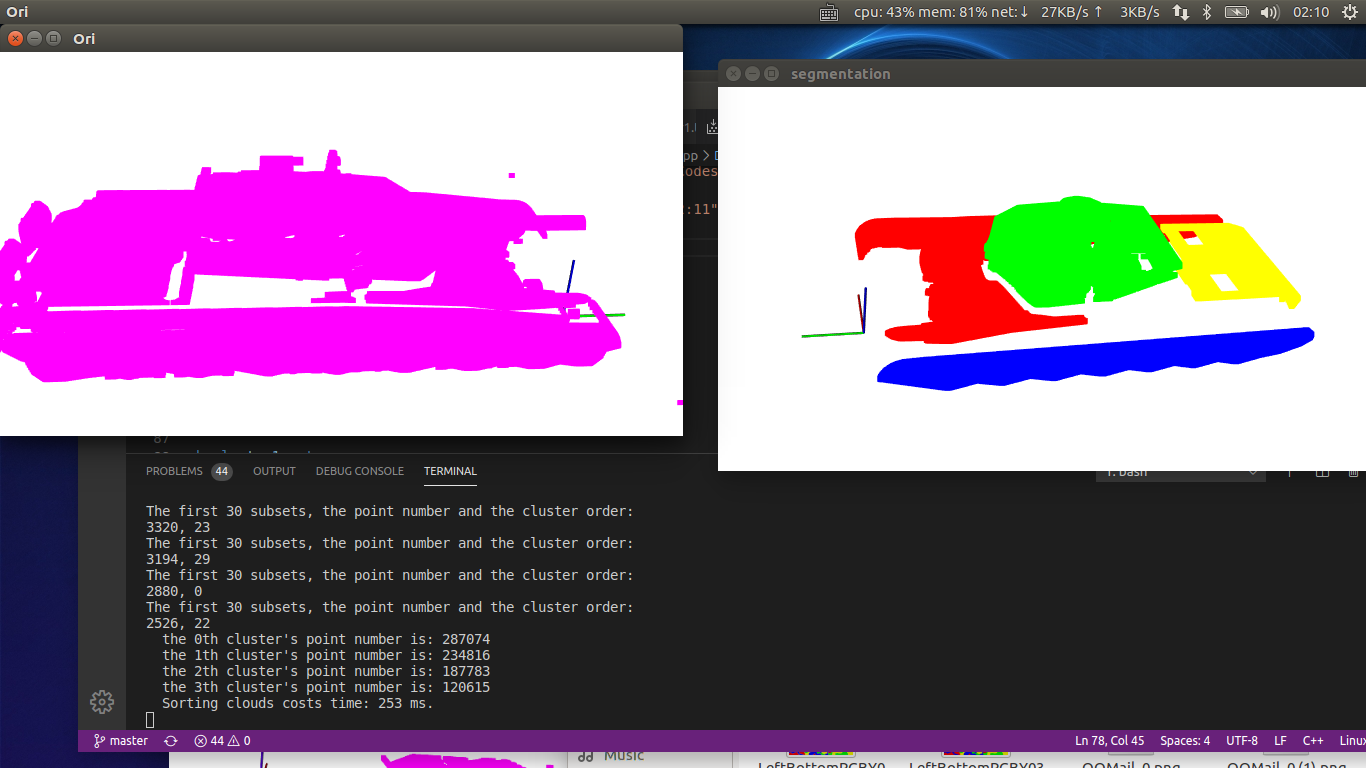 Ori
cpu: 43% mem: 81% net:↓ 27KB/s ↑ 3KB/s
02:10
Ori
segmentation
1.
pp > D
odes
:11"
87
PROBLEMS 44 OUTPUT DEBUG CONSOLE TERMINAL
1: bash
The first 30 subsets, the point number and the cluster order:
3320, 23
The first 30 subsets, the point number and the cluster order:
3194, 29
The first 30 subsets, the point number and the cluster order:
2880, 0
The first 30 subsets, the point number and the cluster order:
2526, 22
the 0th cluster's point number is: 287074
the 1th cluster's point number is: 234816
the 2th cluster's point number is: 187783
the 3th cluster's point number is: 120615
Sorting clouds costs time: 253 ms.
master 44 0 Ln 78, Col 45 Spaces: 4 UTF-8 LF C++ Linux
Music
LeftBottomRGBY0 LeftBottomRGBY03 QQMail_0.png QQMail_0 (1).png